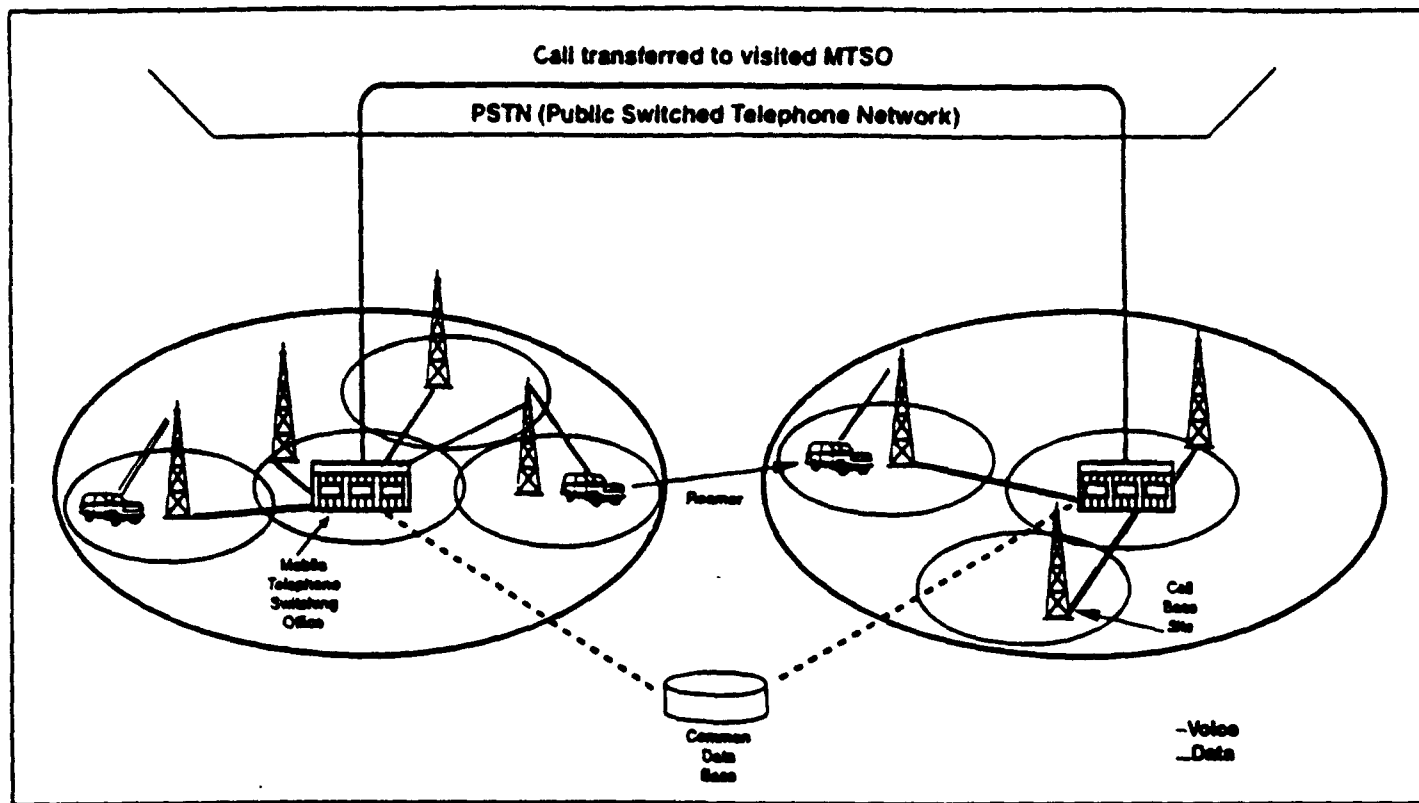 Call transferred to visited MTSO
PSTN (Public Switched Telephone Network)
Roamer
Mobile
Telephone
Switching
Office
Cell
Base
Site
Common
Data
Base
--Voice
...Data